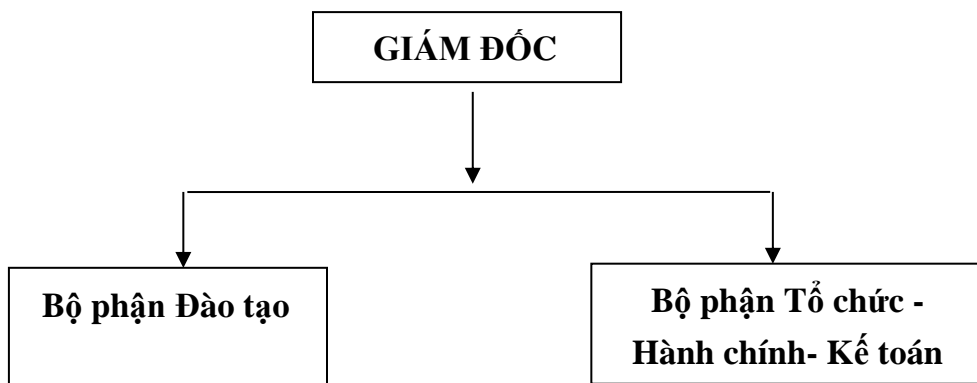 GIÁM ĐỐC
Bộ phận Đào tạo
Bộ phận Tổ chức -
Hành chính- Kế toán